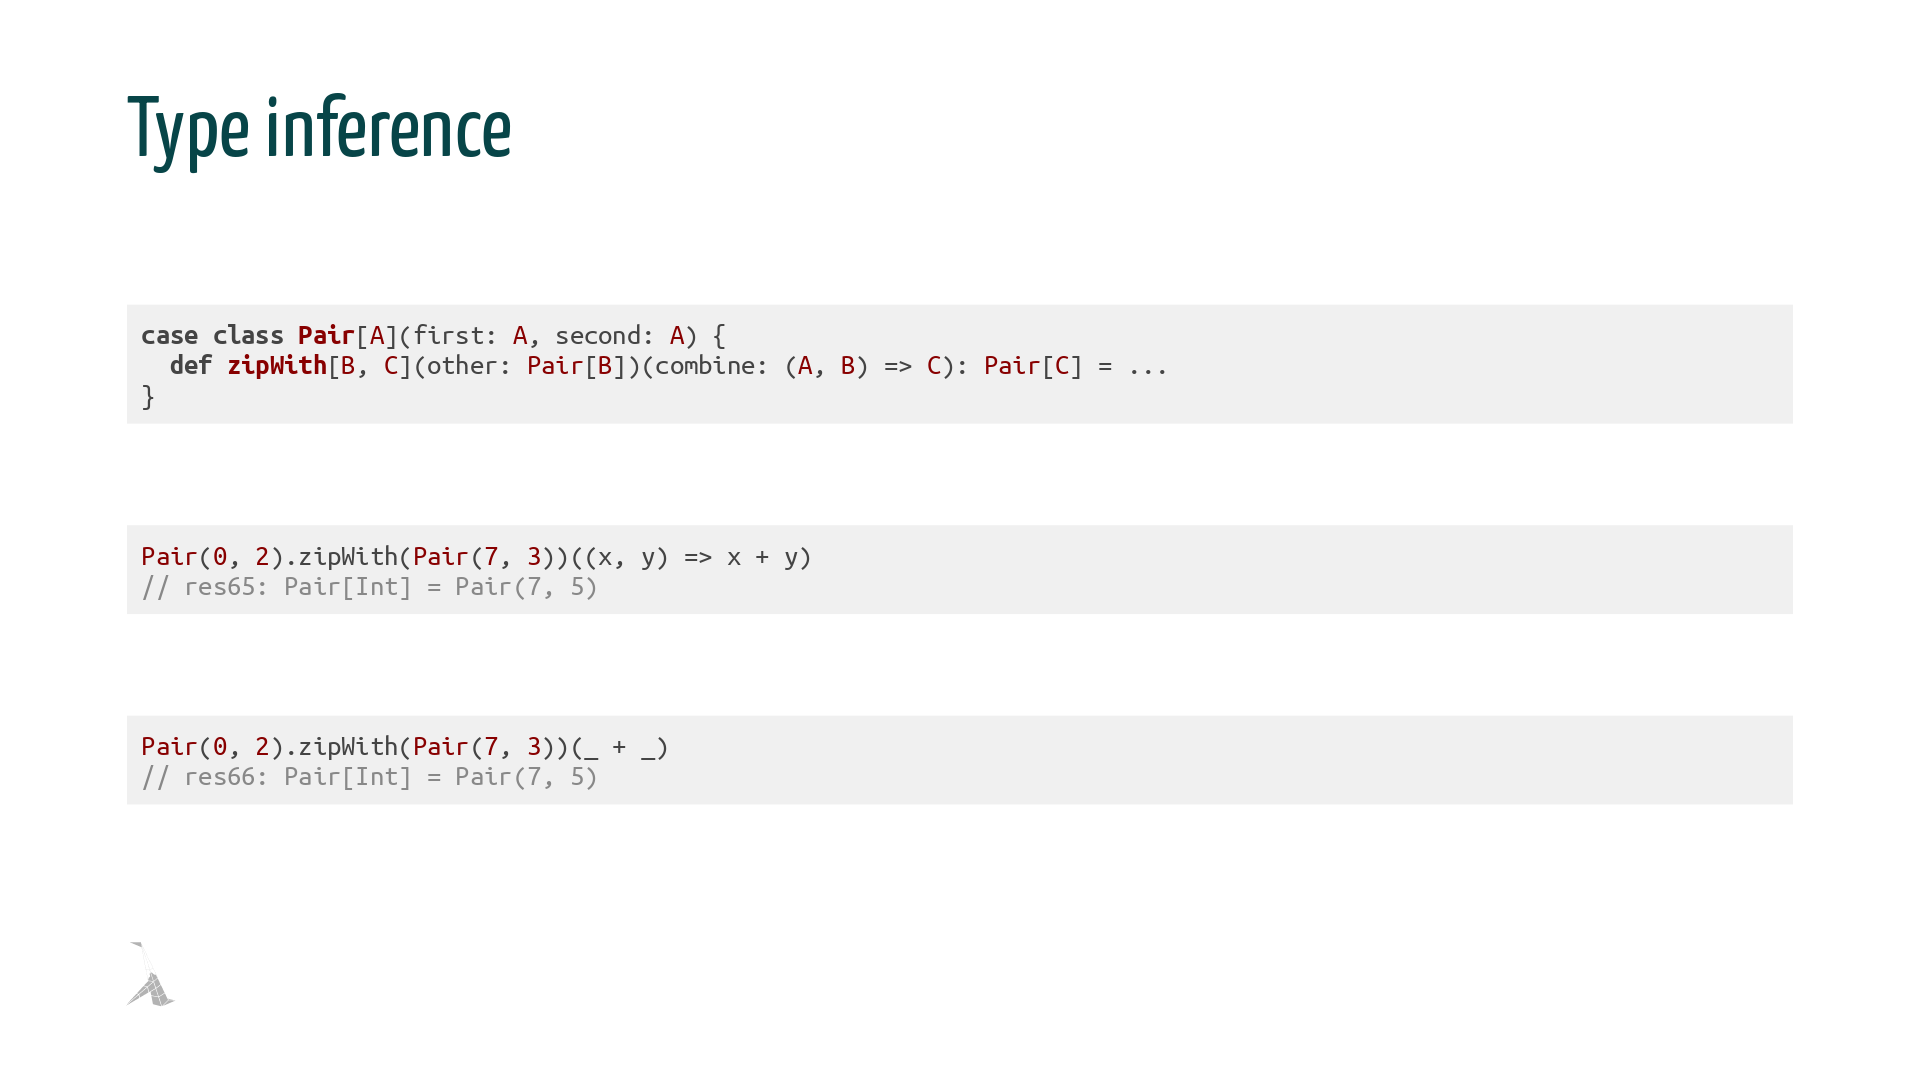 Type inference
case class Pair[A](first: A, second: A) {
  def zipWith[B, C](other: Pair[B])(combine: (A, B) => C): Pair[C] = ...
}
Pair(0, 2).zipWith(Pair(7, 3))((x, y) => x + y)
// res65: Pair[Int] = Pair(7, 5)
Pair(0, 2).zipWith(Pair(7, 3))(_ + _)
// res66: Pair[Int] = Pair(7, 5)